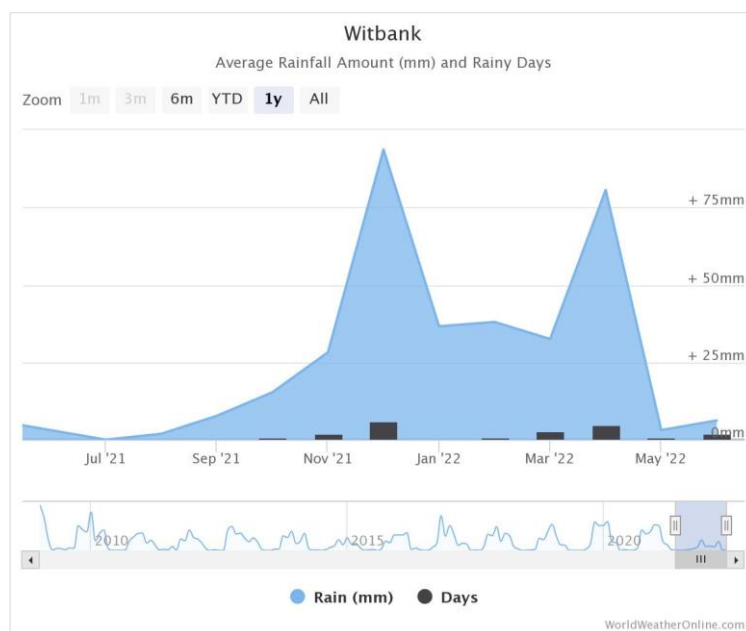 Witbank
Average Rainfall Amount (mm) and Rainy Days
Zoom 1m 3m 6m YTD 1y All
+ 75mm
+ 50mm
+ 25mm
0mm
Jul '21 Sep '21 Nov '21 Jan '22 Mar '22 May '22
2010 2015 2020
Rain (mm) Days
WorldWeatherOnline.com